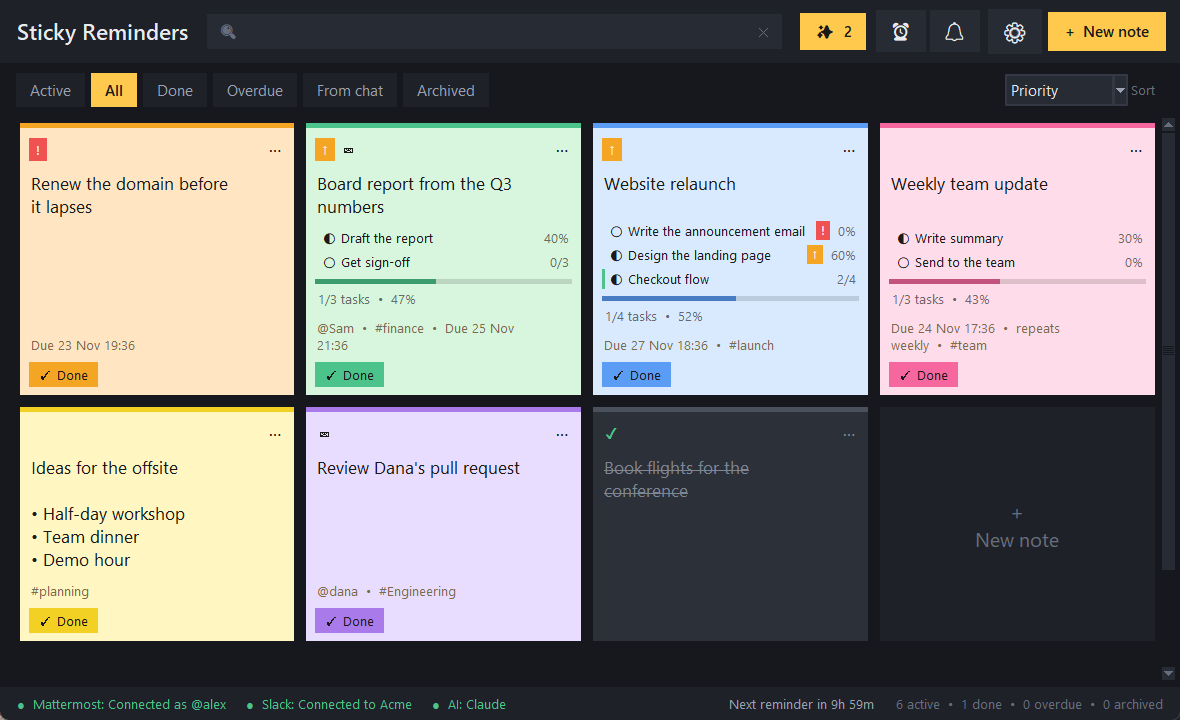 Sticky Reminders
2
+ New note
Active
All
Done
Overdue
From chat
Archived
Priority
Sort
!
...
Renew the domain before
it lapses
Due 23 Nov 19:36
✓ Done
↑
...
Board report from the Q3
numbers
Draft the report 40%
Get sign-off 0/3
1/3 tasks • 47%
@Sam • #finance • Due 25 Nov
21:36
✓ Done
↑
...
Website relaunch
Write the announcement email ! 0%
Design the landing page ↑ 60%
Checkout flow 2/4
1/4 tasks • 52%
Due 27 Nov 18:36 • #launch
✓ Done
...
Weekly team update
Write summary 30%
Send to the team 0%
1/3 tasks • 43%
Due 24 Nov 17:36 • repeats
weekly • #team
✓ Done
...
Ideas for the offsite
• Half-day workshop
• Team dinner
• Demo hour
#planning
✓ Done
...
Review Dana's pull request
@dana • #Engineering
✓ Done
✓
...
Book flights for the
conference
+
New note
● Mattermost: Connected as @alex
● Slack: Connected to Acme
● AI: Claude
Next reminder in 9h 59m
6 active • 1 done • 0 overdue • 0 archived